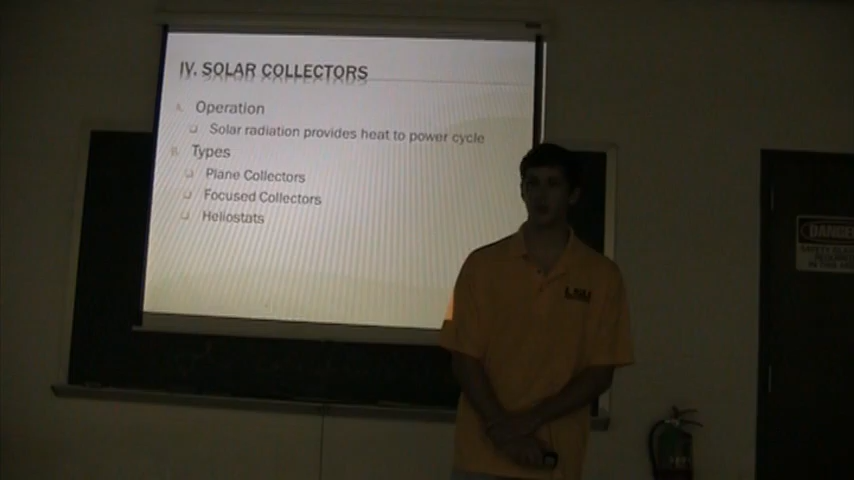 IV. SOLAR COLLECTORS
A. Operation
Solar radiation provides heat to power cycle
B. Types
Plane Collectors
Focused Collectors
Heliostats
LSU
DANGER